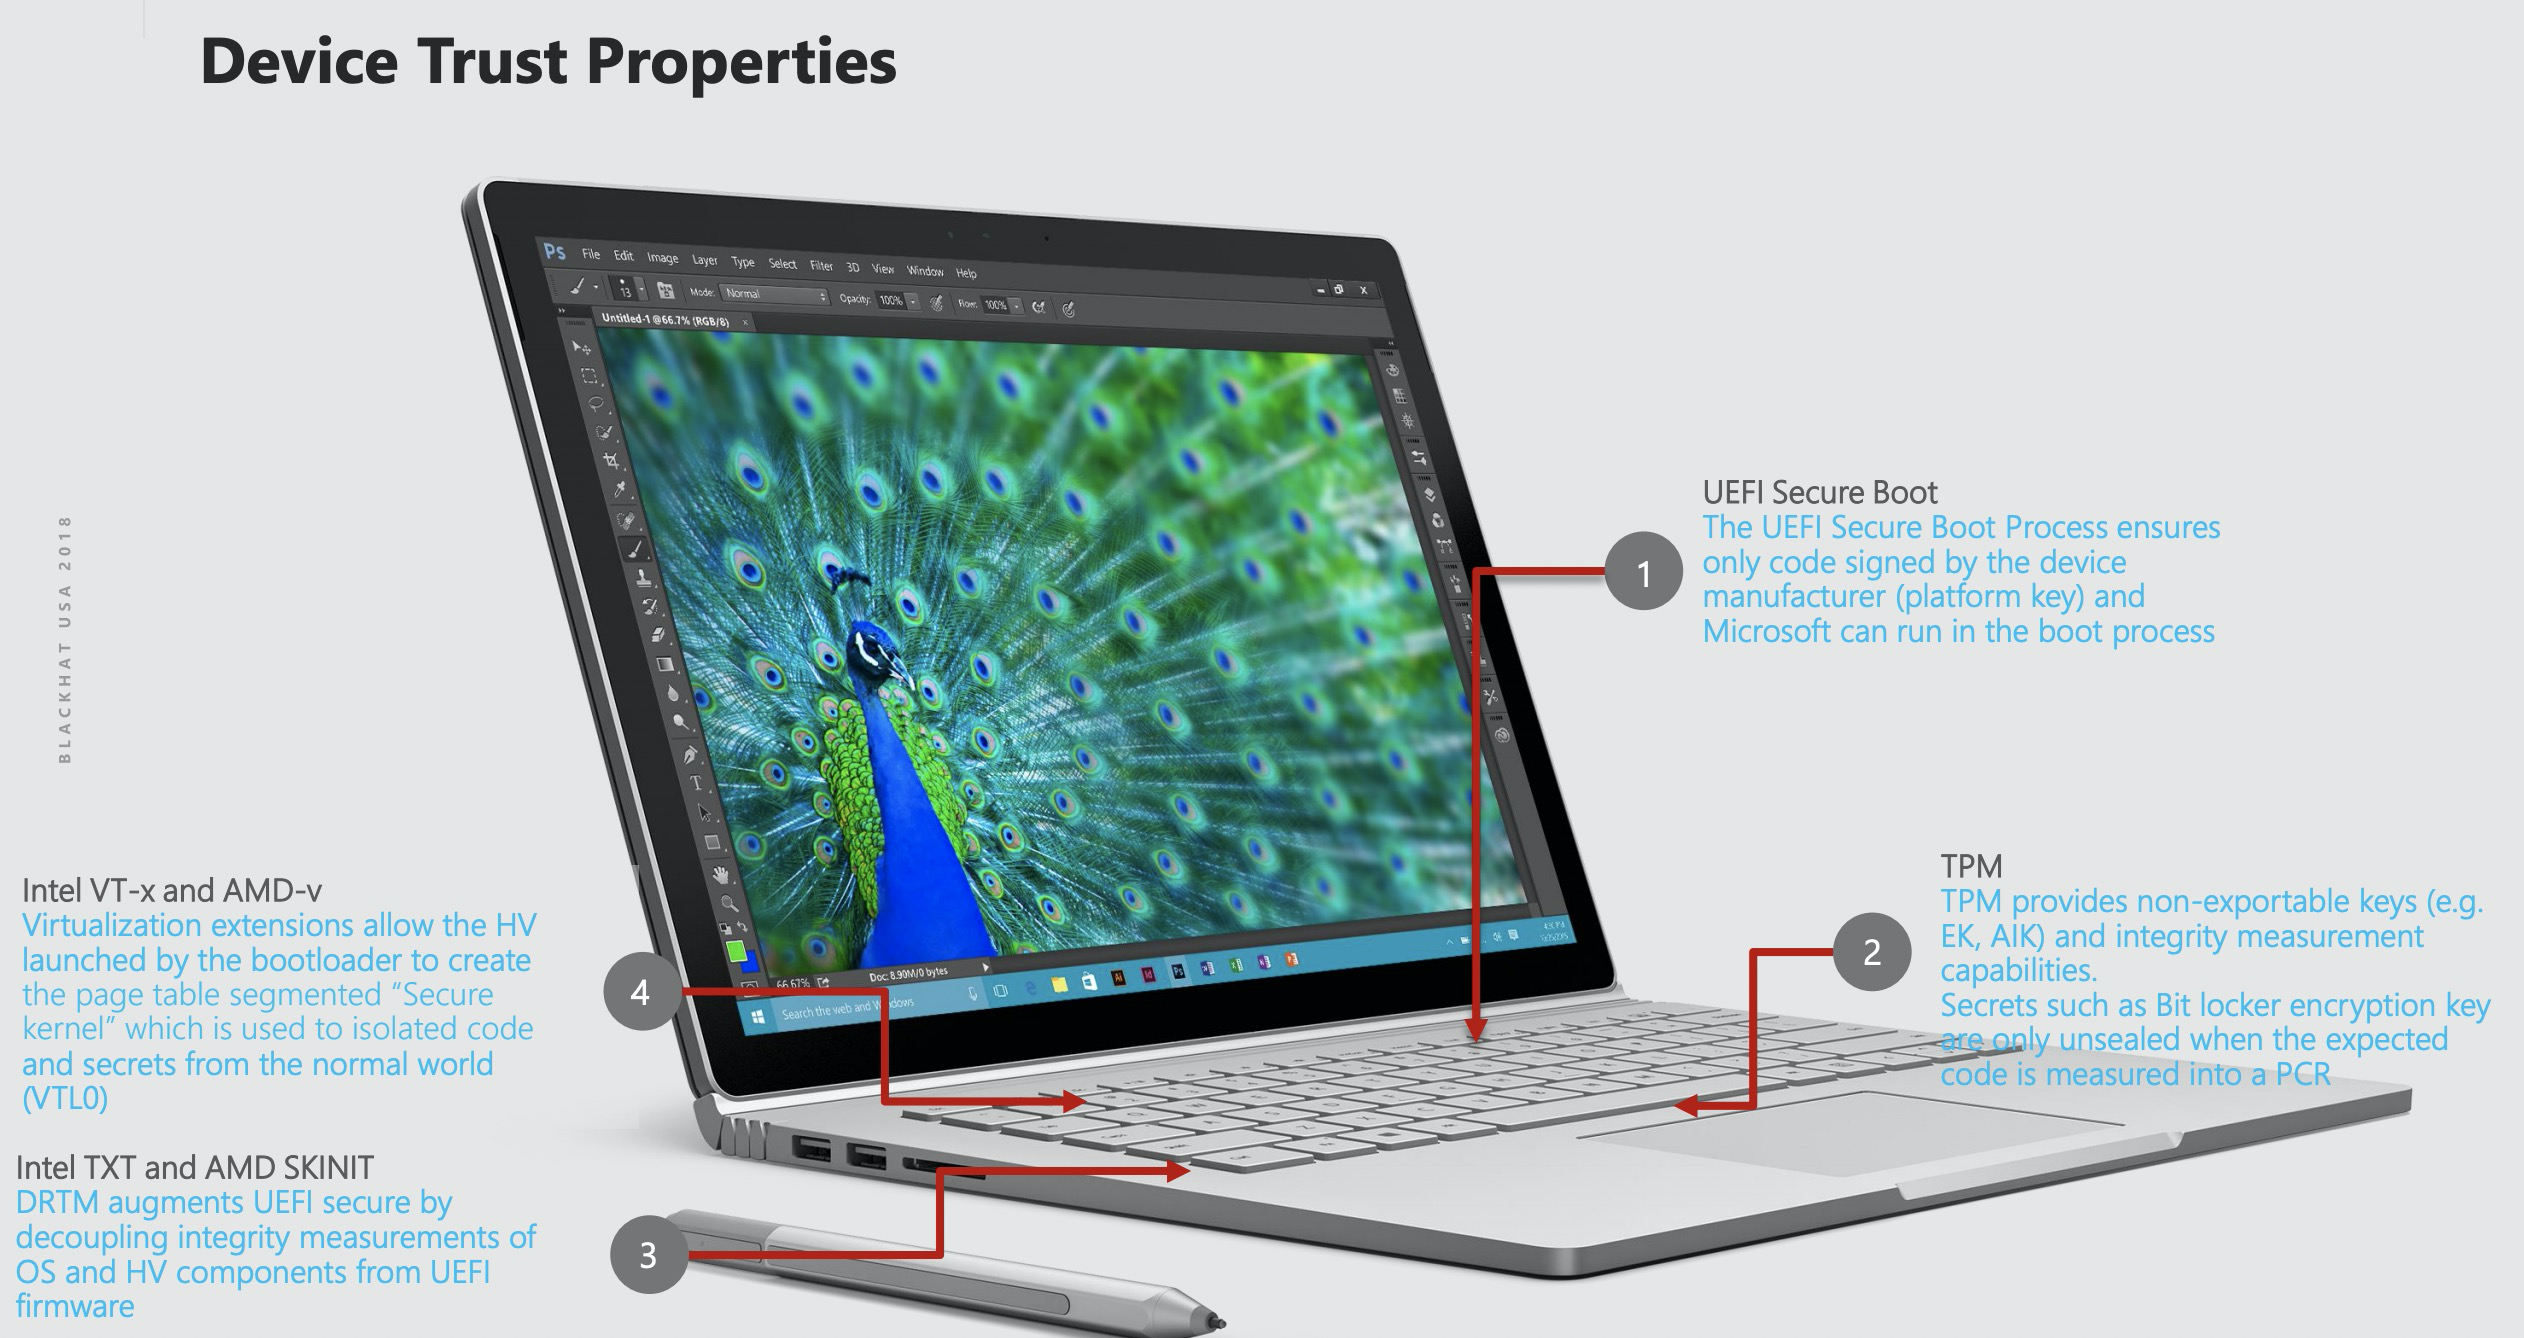 Device Trust Properties
BLACKHAT USA 2018
Ps File Edit Image Layer Type Select Filter 3D View Window Help
13 Mode: Normal Opacity: 100% Flow: 100%
Untitled-1 @66.7% (RGB/8) x
66.67% Doc: 8.90M/0 bytes
Search the web and Windows
1
UEFI Secure Boot
The UEFI Secure Boot Process ensures
only code signed by the device
manufacturer (platform key) and
Microsoft can run in the boot process
2
TPM
TPM provides non-exportable keys (e.g.
EK, AIK) and integrity measurement
capabilities.
Secrets such as Bit locker encryption key
are only unsealed when the expected
code is measured into a PCR
4
Intel VT-x and AMD-v
Virtualization extensions allow the HV
launched by the bootloader to create
the page table segmented “Secure
kernel” which is used to isolated code
and secrets from the normal world
(VTL0)
3
Intel TXT and AMD SKINIT
DRTM augments UEFI secure by
decoupling integrity measurements of
OS and HV components from UEFI
firmware